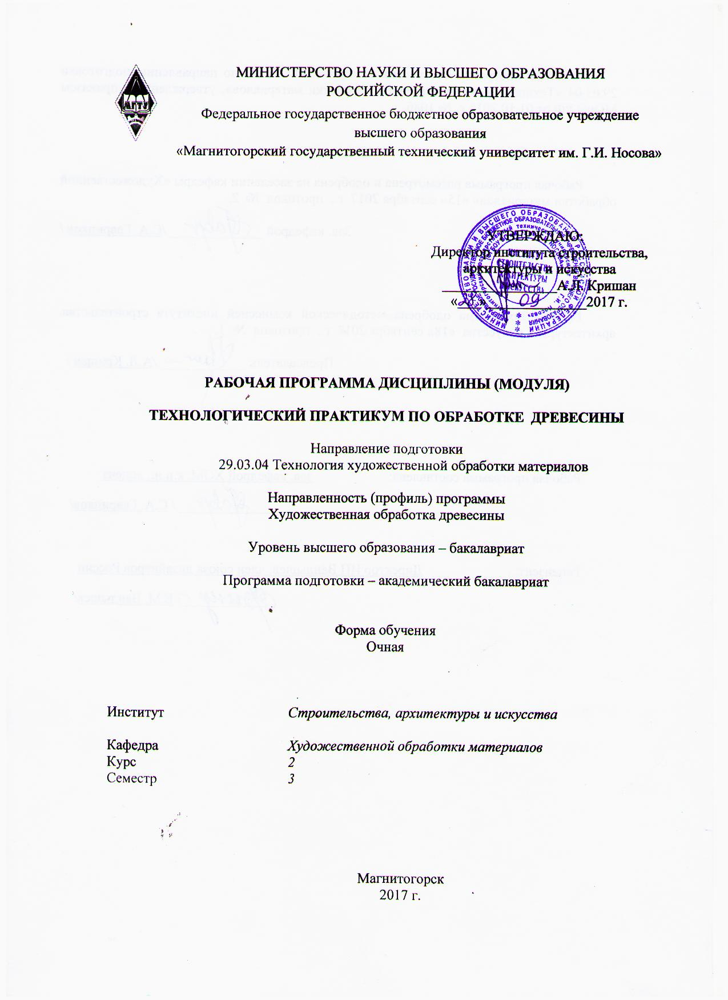 МИНИСТЕРСТВО НАУКИ И ВЫСШЕГО ОБРАЗОВАНИЯ
РОССИЙСКОЙ ФЕДЕРАЦИИ
Федеральное государственное бюджетное образовательное учреждение
высшего образования
«Магнитогорский государственный технический университет им. Г.И. Носова»
МГТУ
УТВЕРЖДАЮ:
Директор института строительства,
архитектуры и искусства
А.Л. Кришан
« » 09 2017 г.
РАБОЧАЯ ПРОГРАММА ДИСЦИПЛИНЫ (МОДУЛЯ)
ТЕХНОЛОГИЧЕСКИЙ ПРАКТИКУМ ПО ОБРАБОТКЕ ДРЕВЕСИНЫ
Направление подготовки
29.03.04 Технология художественной обработки материалов
Направленность (профиль) программы
Художественная обработка древесины
Уровень высшего образования – бакалавриат
Программа подготовки – академический бакалавриат
Форма обучения
Очная
Институт Строительства, архитектуры и искусства
Кафедра Художественной обработки материалов
Курс 2
Семестр 3
Магнитогорск
2017 г.